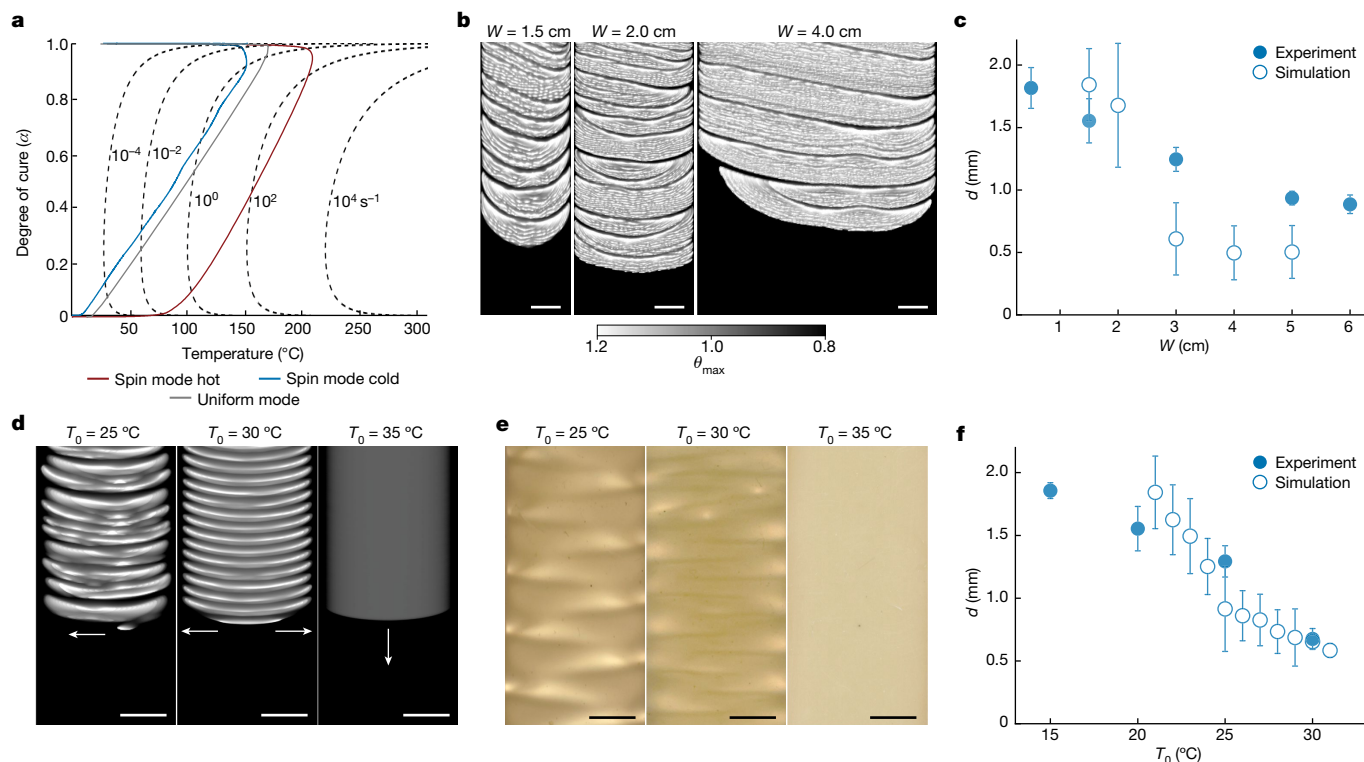 a
1.0
0.8
0.6
0.4
0.2
0
Degree of cure (α)
10⁻⁴
10⁻²
10⁰
10²
10⁴ s⁻¹
50
100
150
200
250
300
Temperature (°C)
Spin mode hot
Spin mode cold
Uniform mode
b
W = 1.5 cm
W = 2.0 cm
W = 4.0 cm
1.2
1.0
0.8
θmax
c
Experiment
Simulation
2.0
1.5
1.0
0.5
0
d (mm)
1
2
3
4
5
6
W (cm)
d
T₀ = 25 °C
T₀ = 30 °C
T₀ = 35 °C
e
T₀ = 25 °C
T₀ = 30 °C
T₀ = 35 °C
f
Experiment
Simulation
2.0
1.5
1.0
0.5
0
d (mm)
15
20
25
30
T₀ (°C)